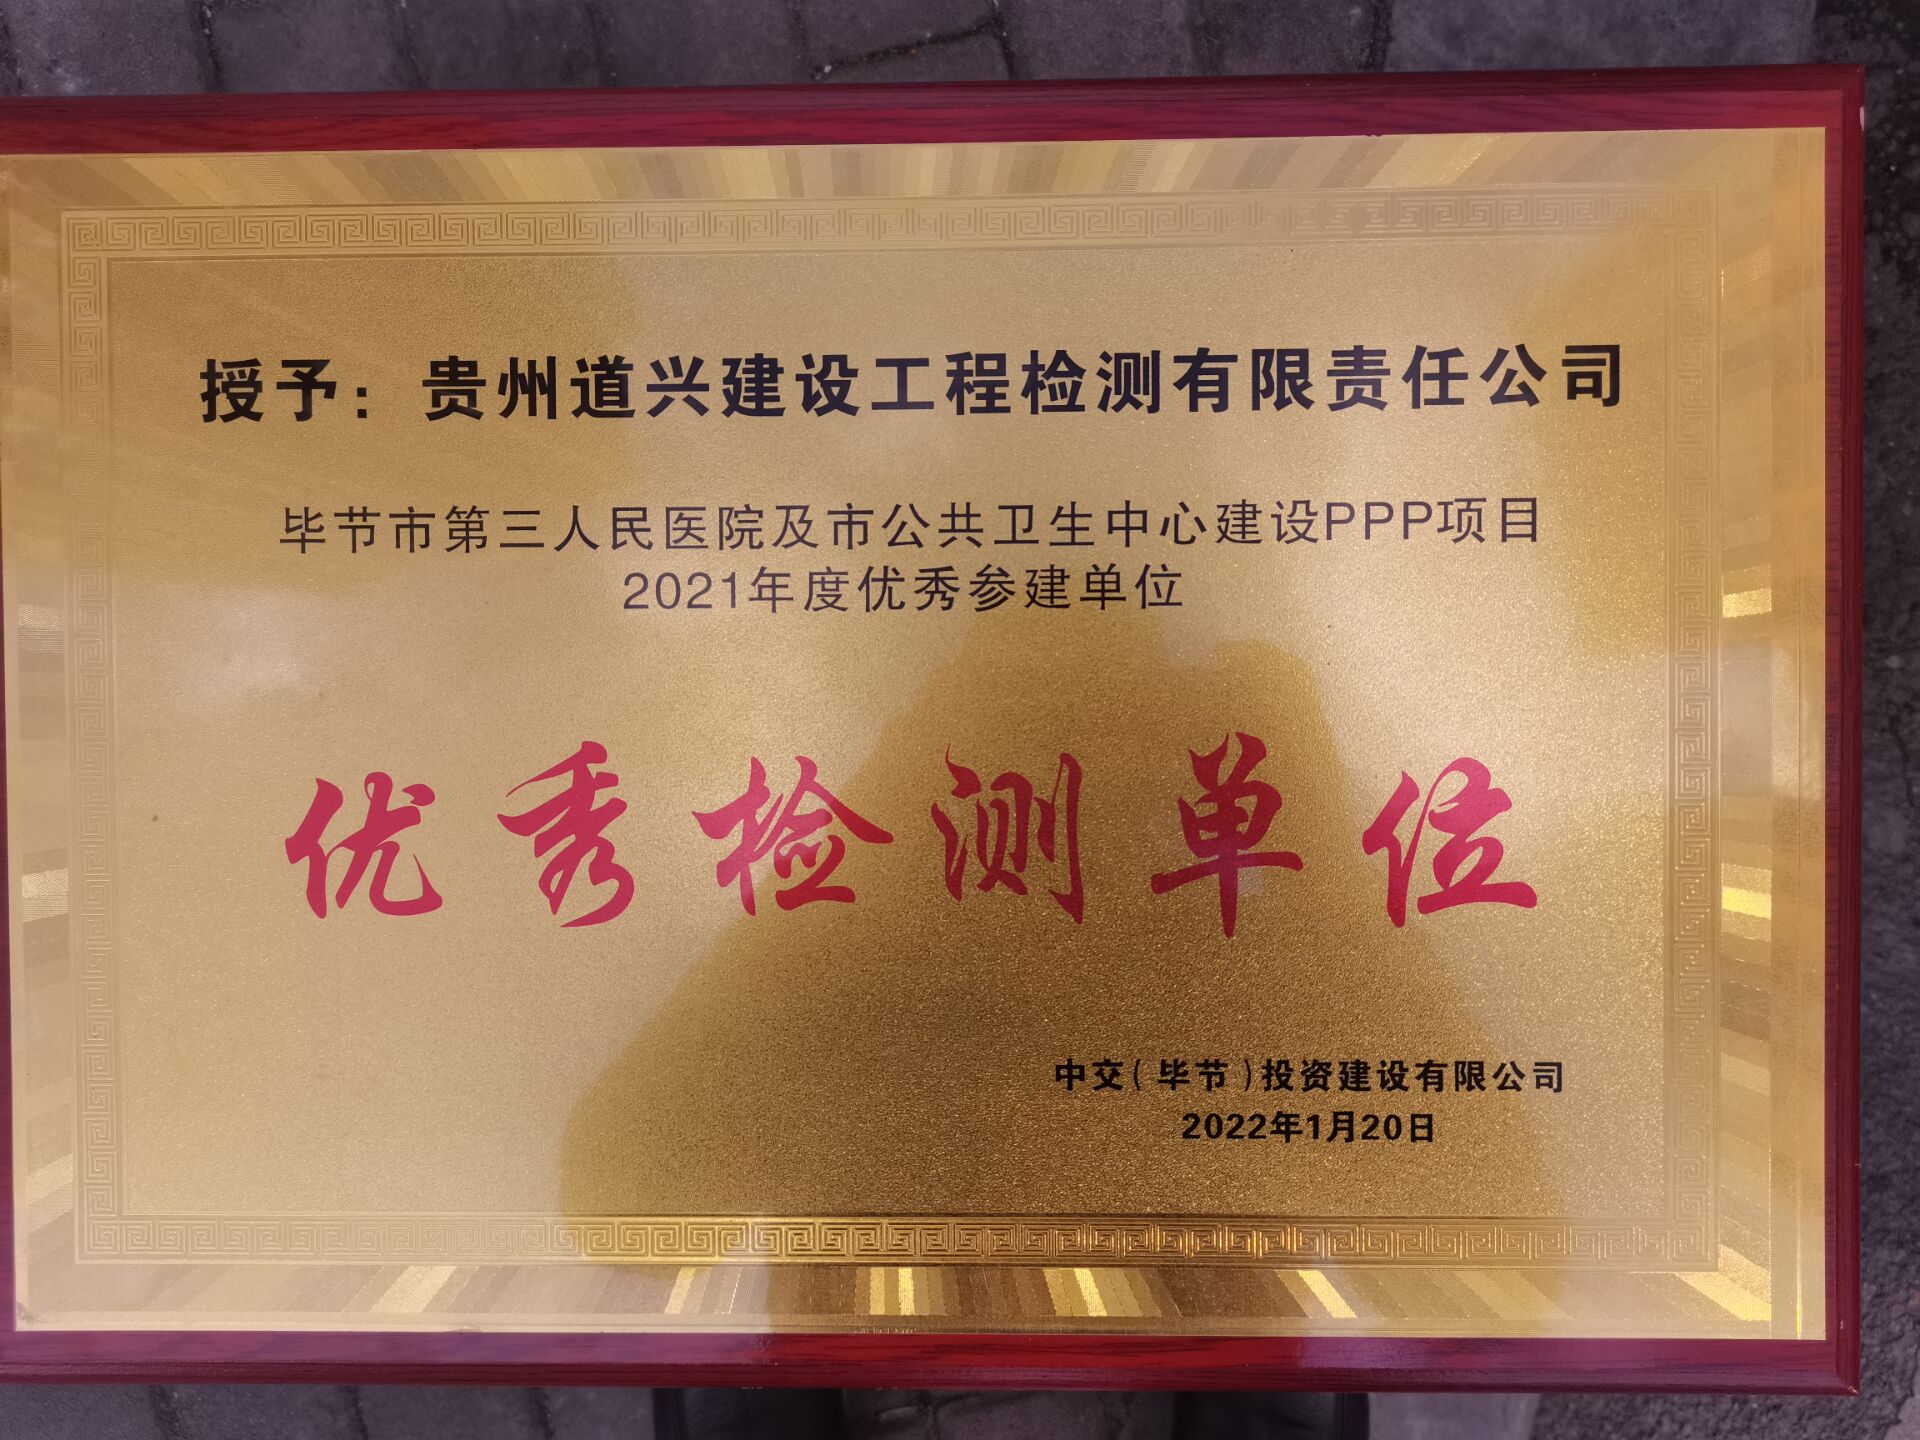 授予：贵州道兴建设工程检测有限责任公司
毕节市第三人民医院及市公共卫生中心建设PPP项目
2021年度优秀参建单位
优秀检测单位
中交（毕节）投资建设有限公司
2022年1月20日